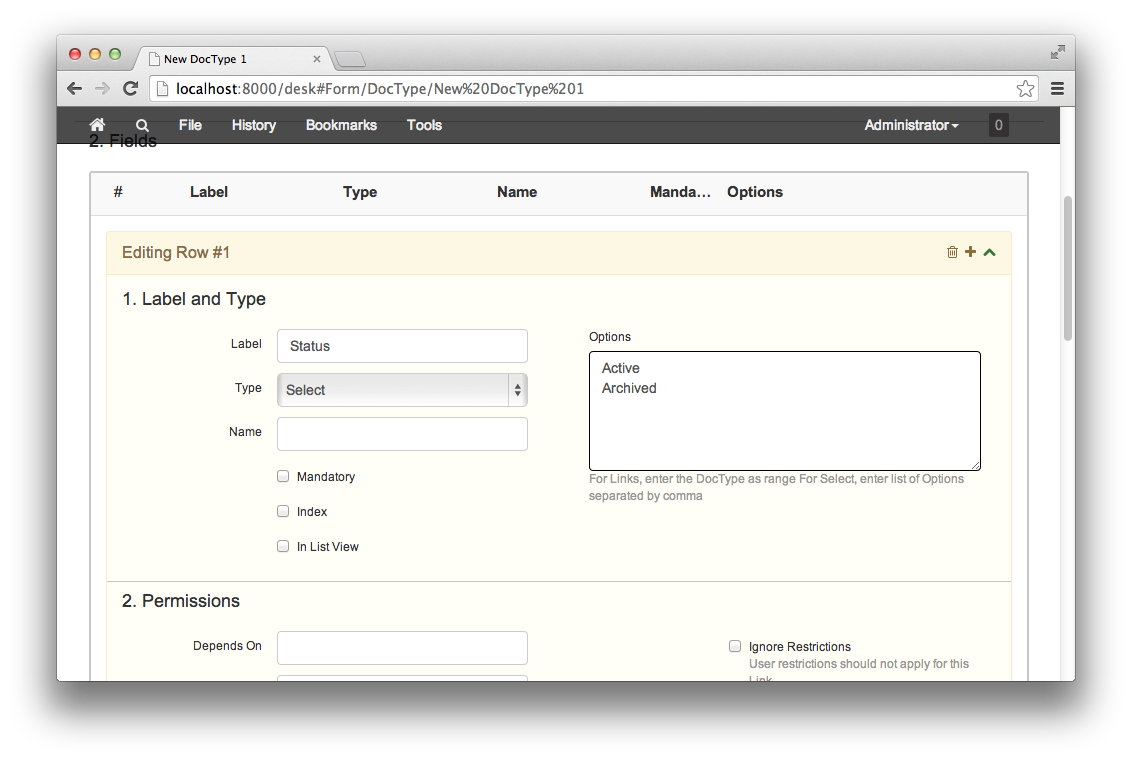 New DocType 1
localhost:8000/desk#Form/DocType/New%20DocType%201
File History Bookmarks Tools Administrator 0
2. Fields
# Label Type Name Manda... Options
Editing Row #1
1. Label and Type
Label Status
Options
Type Select
Active
Archived
Name
Mandatory
For Links, enter the DocType as range For Select, enter list of Options
separated by comma
Index
In List View
2. Permissions
Depends On
Ignore Restrictions
User restrictions should not apply for this
Link